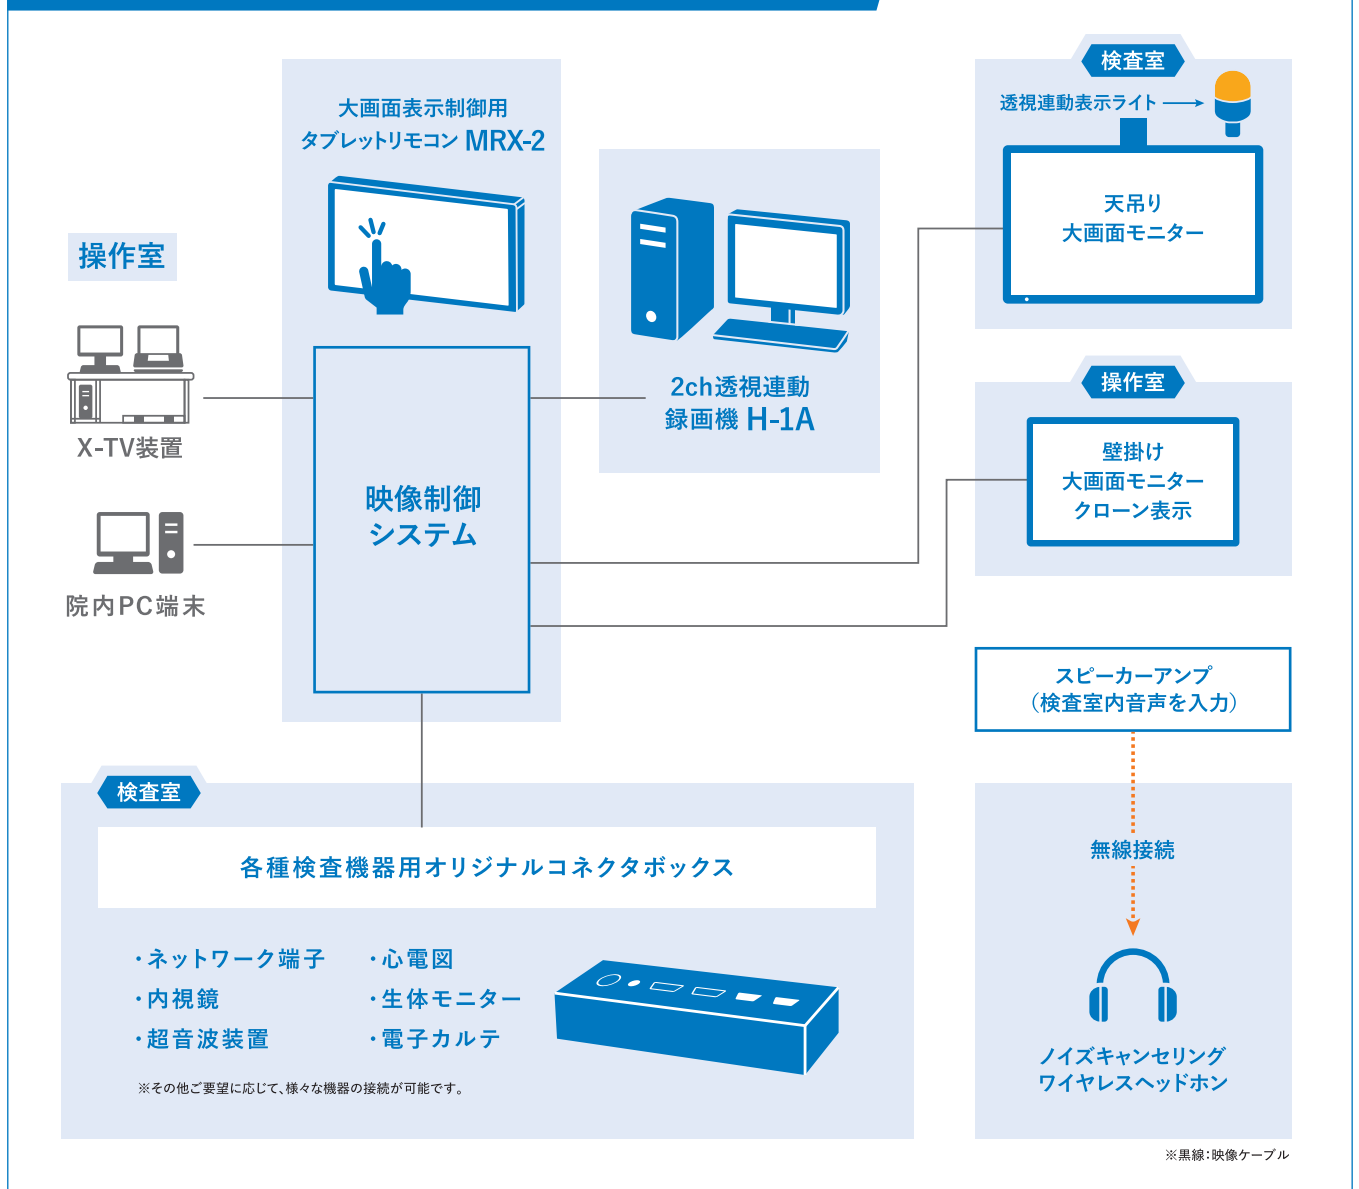 大画面表示制御用
タブレットリモコン MRX-2
操作室
X-TV装置
院内PC端末
映像制御
システム
2ch透視連動
録画機 H-1A
検査室
透視連動表示ライト
天吊り
大画面モニター
操作室
壁掛け
大画面モニター
クローン表示
スピーカーアンプ
（検査室内音声を入力）
無線接続
ノイズキャンセリング
ワイヤレスヘッドホン
検査室
各種検査機器用オリジナルコネクタボックス
・ネットワーク端子
・内視鏡
・超音波装置
・心電図
・生体モニター
・電子カルテ
※その他ご要望に応じて、様々な機器の接続が可能です。
※黒線：映像ケーブル